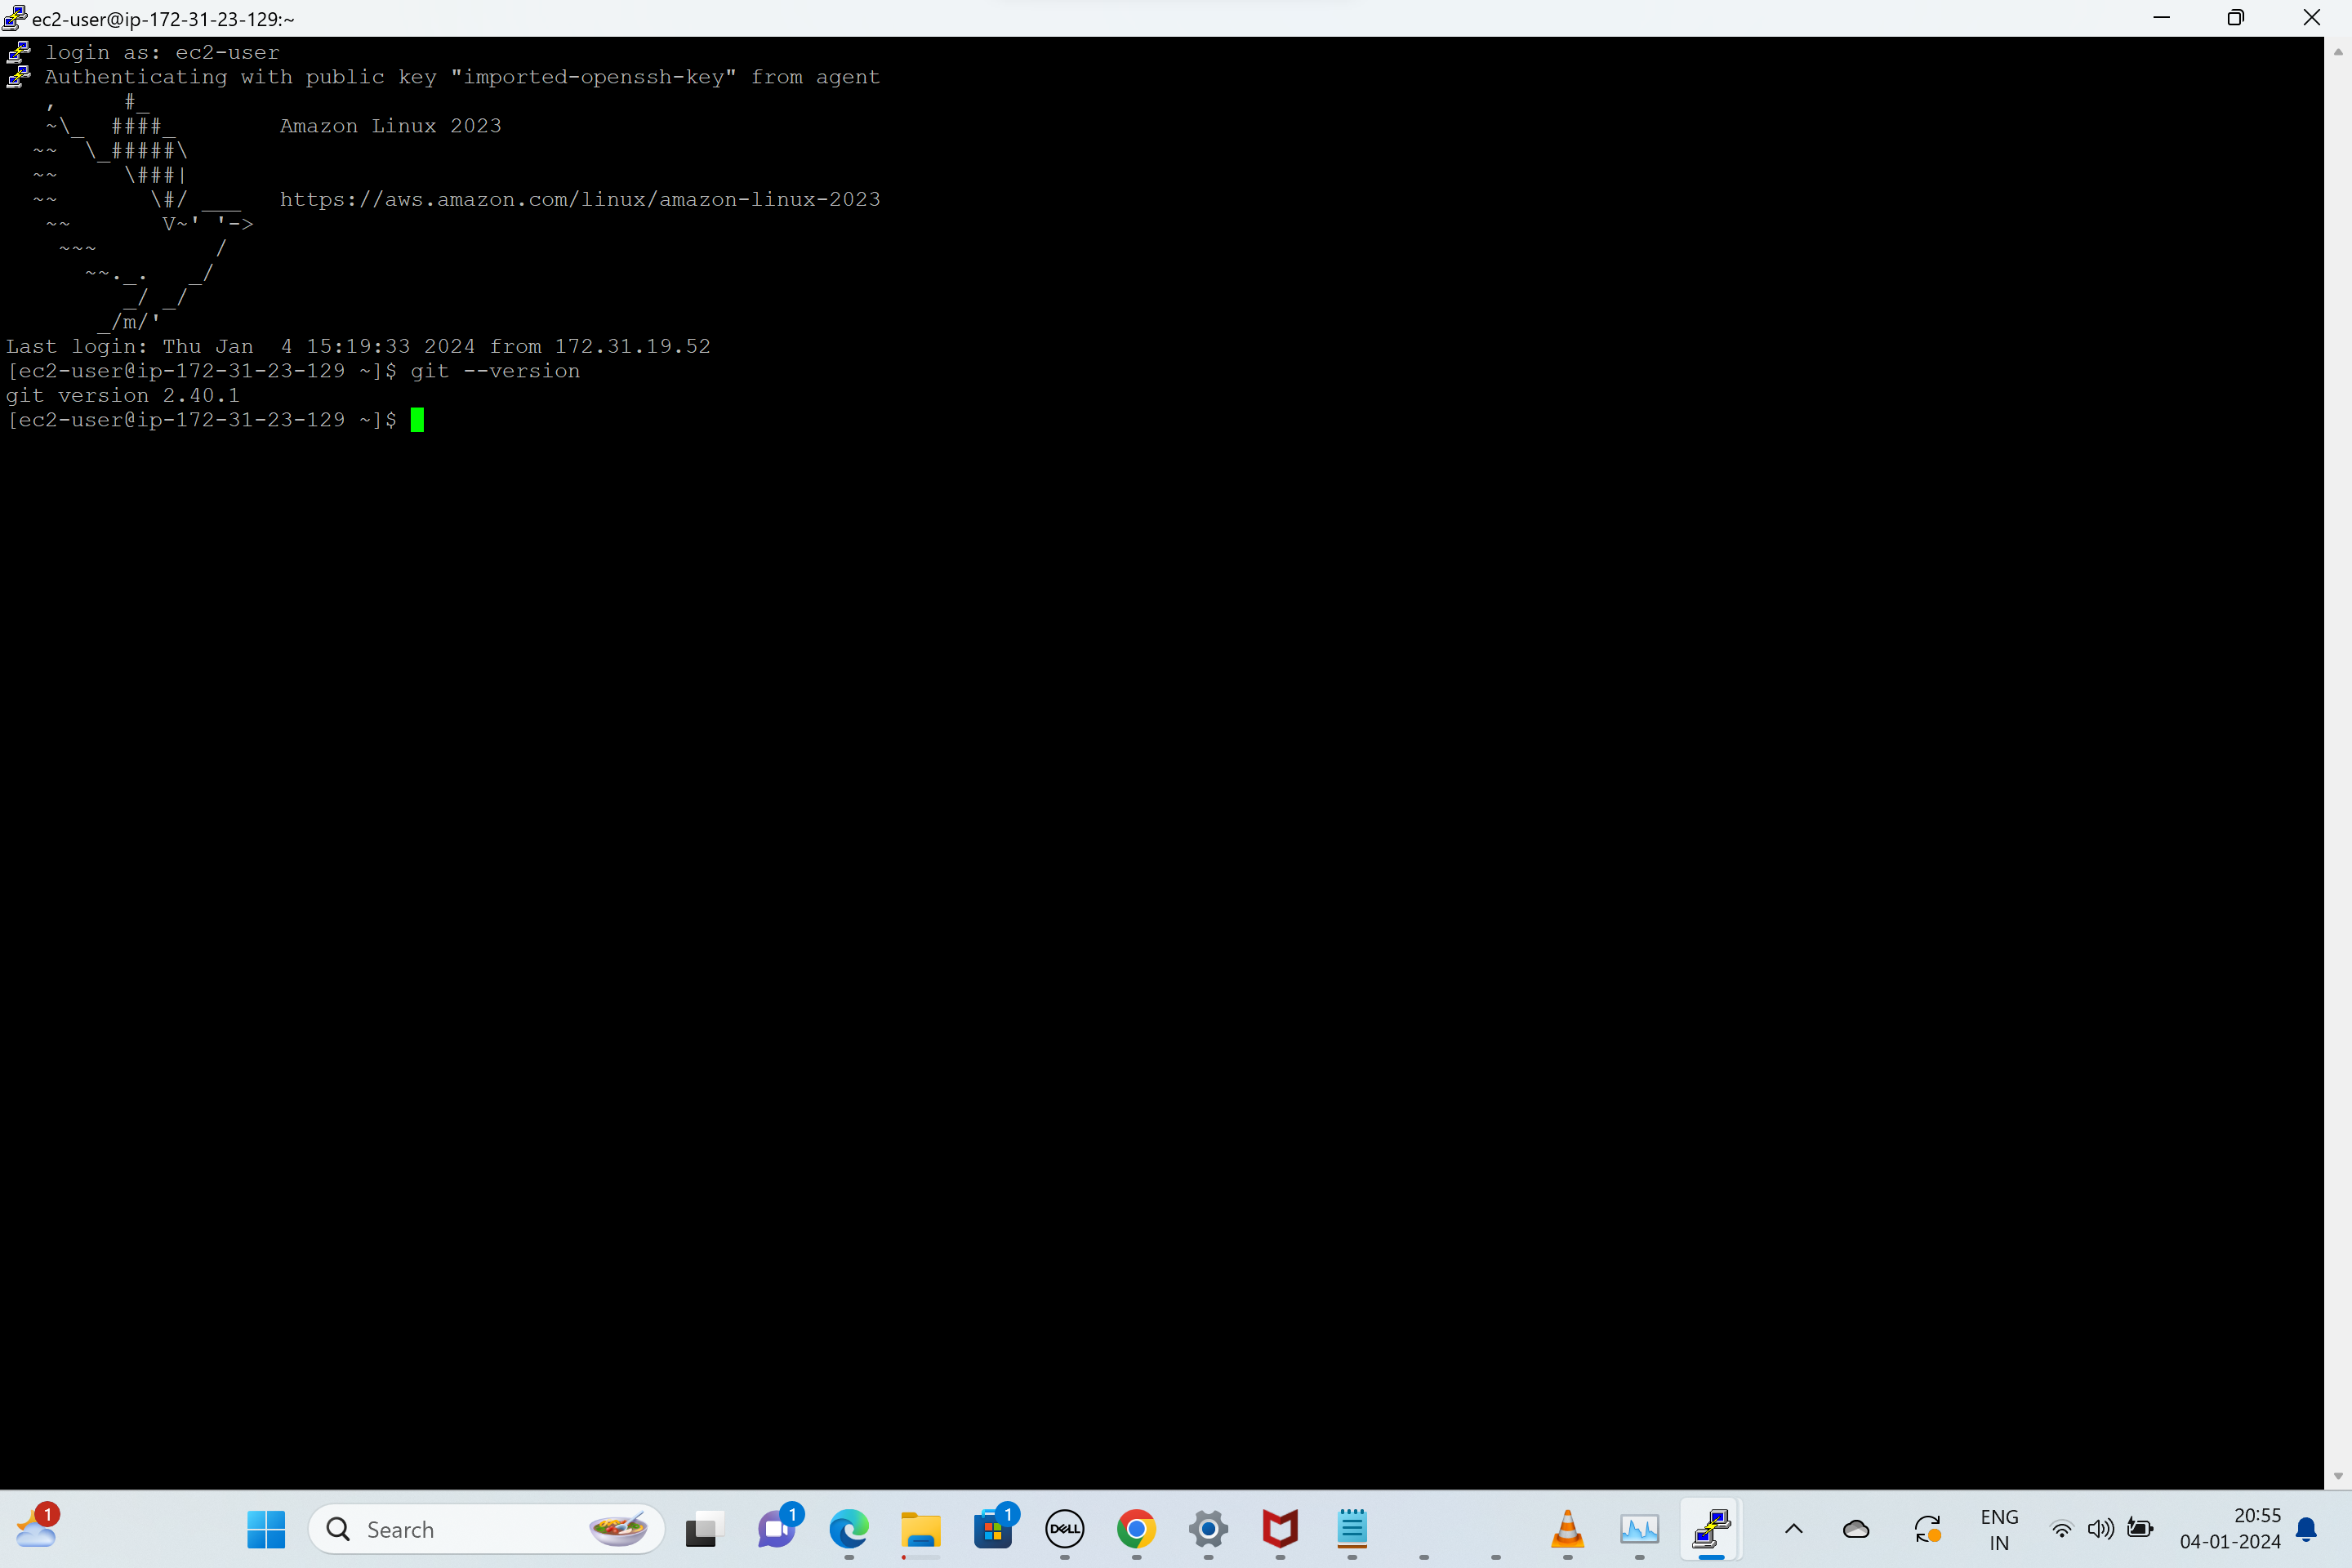 ec2-user@ip-172-31-23-129:~
login as: ec2-user
Authenticating with public key "imported-openssh-key" from agent
   ,     #_
   ~\_  ####_        Amazon Linux 2023
  ~~  \_#####\
  ~~     \###|
  ~~       \#/ ___   https://aws.amazon.com/linux/amazon-linux-2023
   ~~       V~' '->
    ~~~         /
      ~~._.   _/
         _/ _/
       _/m/'
Last login: Thu Jan  4 15:19:33 2024 from 172.31.19.52
[ec2-user@ip-172-31-23-129 ~]$ git --version
git version 2.40.1
[ec2-user@ip-172-31-23-129 ~]$
1
Search
1
1
DELL
ENG
IN
20:55
04-01-2024